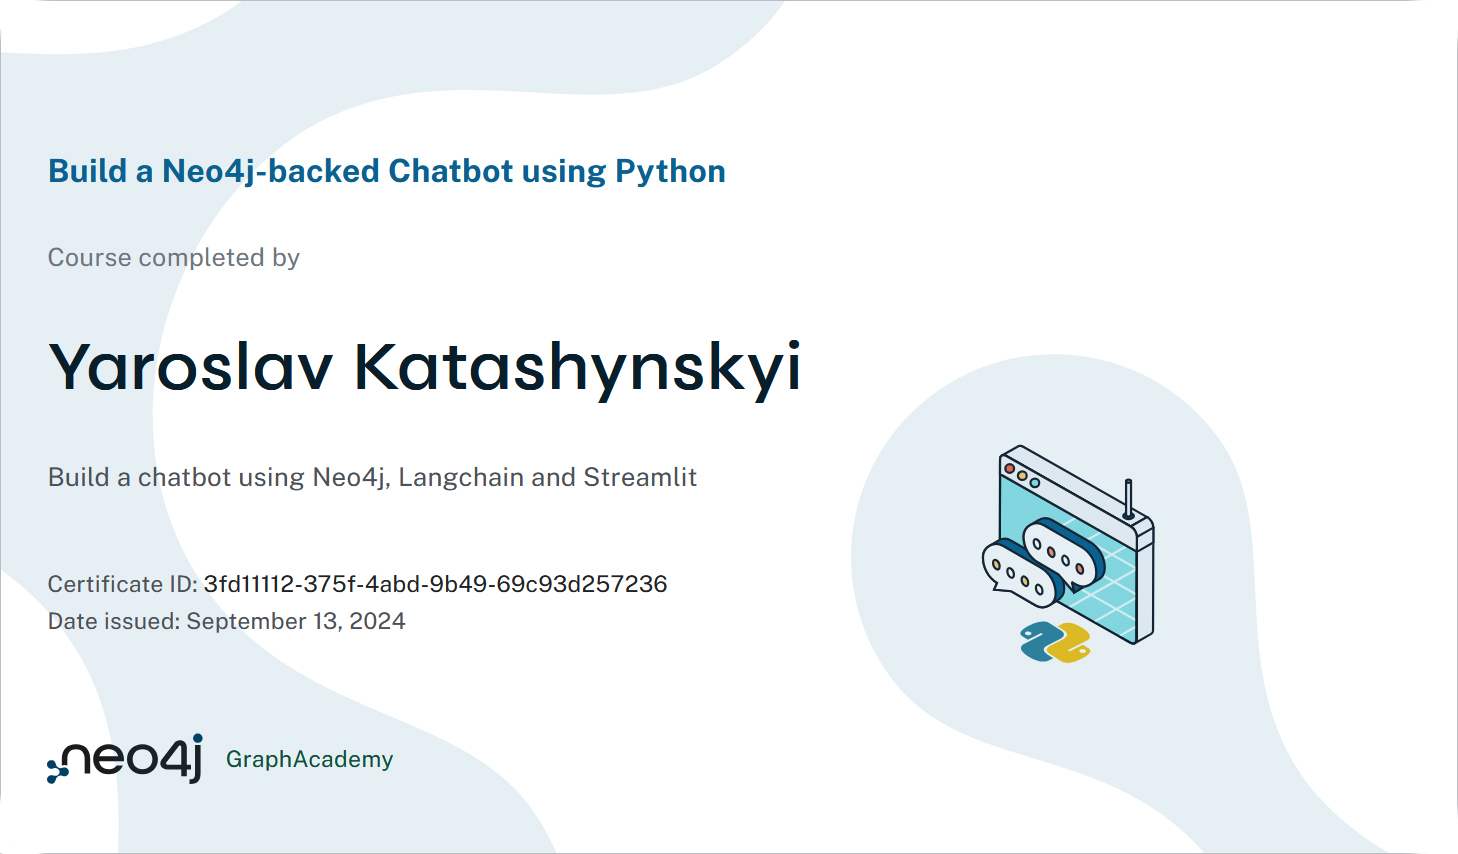 Build a Neo4j-backed Chatbot using Python
Course completed by
Yaroslav Katashynskyi
Build a chatbot using Neo4j, Langchain and Streamlit
Certificate ID: 3fd11112-375f-4abd-9b49-69c93d257236
Date issued: September 13, 2024
neo4j GraphAcademy